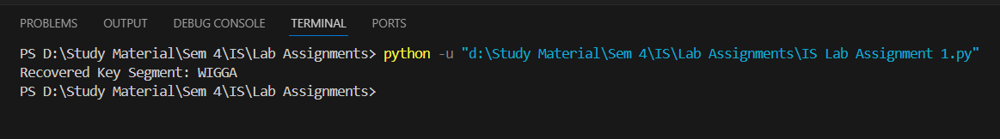 PROBLEMS OUTPUT DEBUG CONSOLE TERMINAL PORTS
PS D:\Study Material\Sem 4\IS\Lab Assignments> python -u "d:\Study Material\Sem 4\IS\Lab Assignments\IS Lab Assignment 1.py"
Recovered Key Segment: WIGGA
PS D:\Study Material\Sem 4\IS\Lab Assignments>